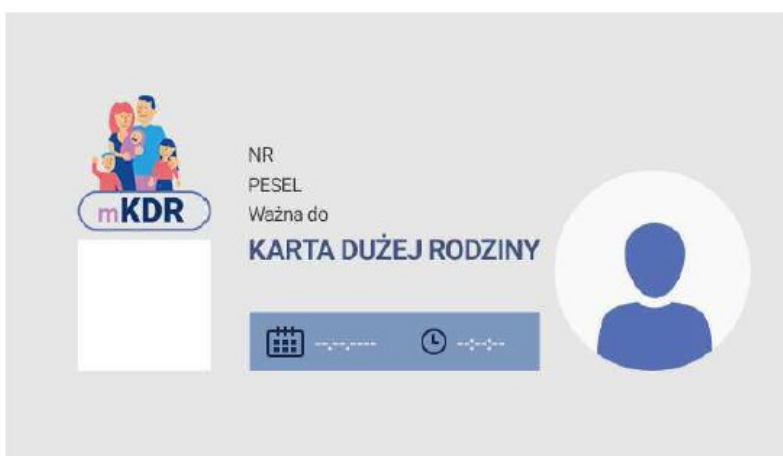 mKDR
NR
PESEL
Ważna do
KARTA DUŻEJ RODZINY
--.--.---- --:--:--